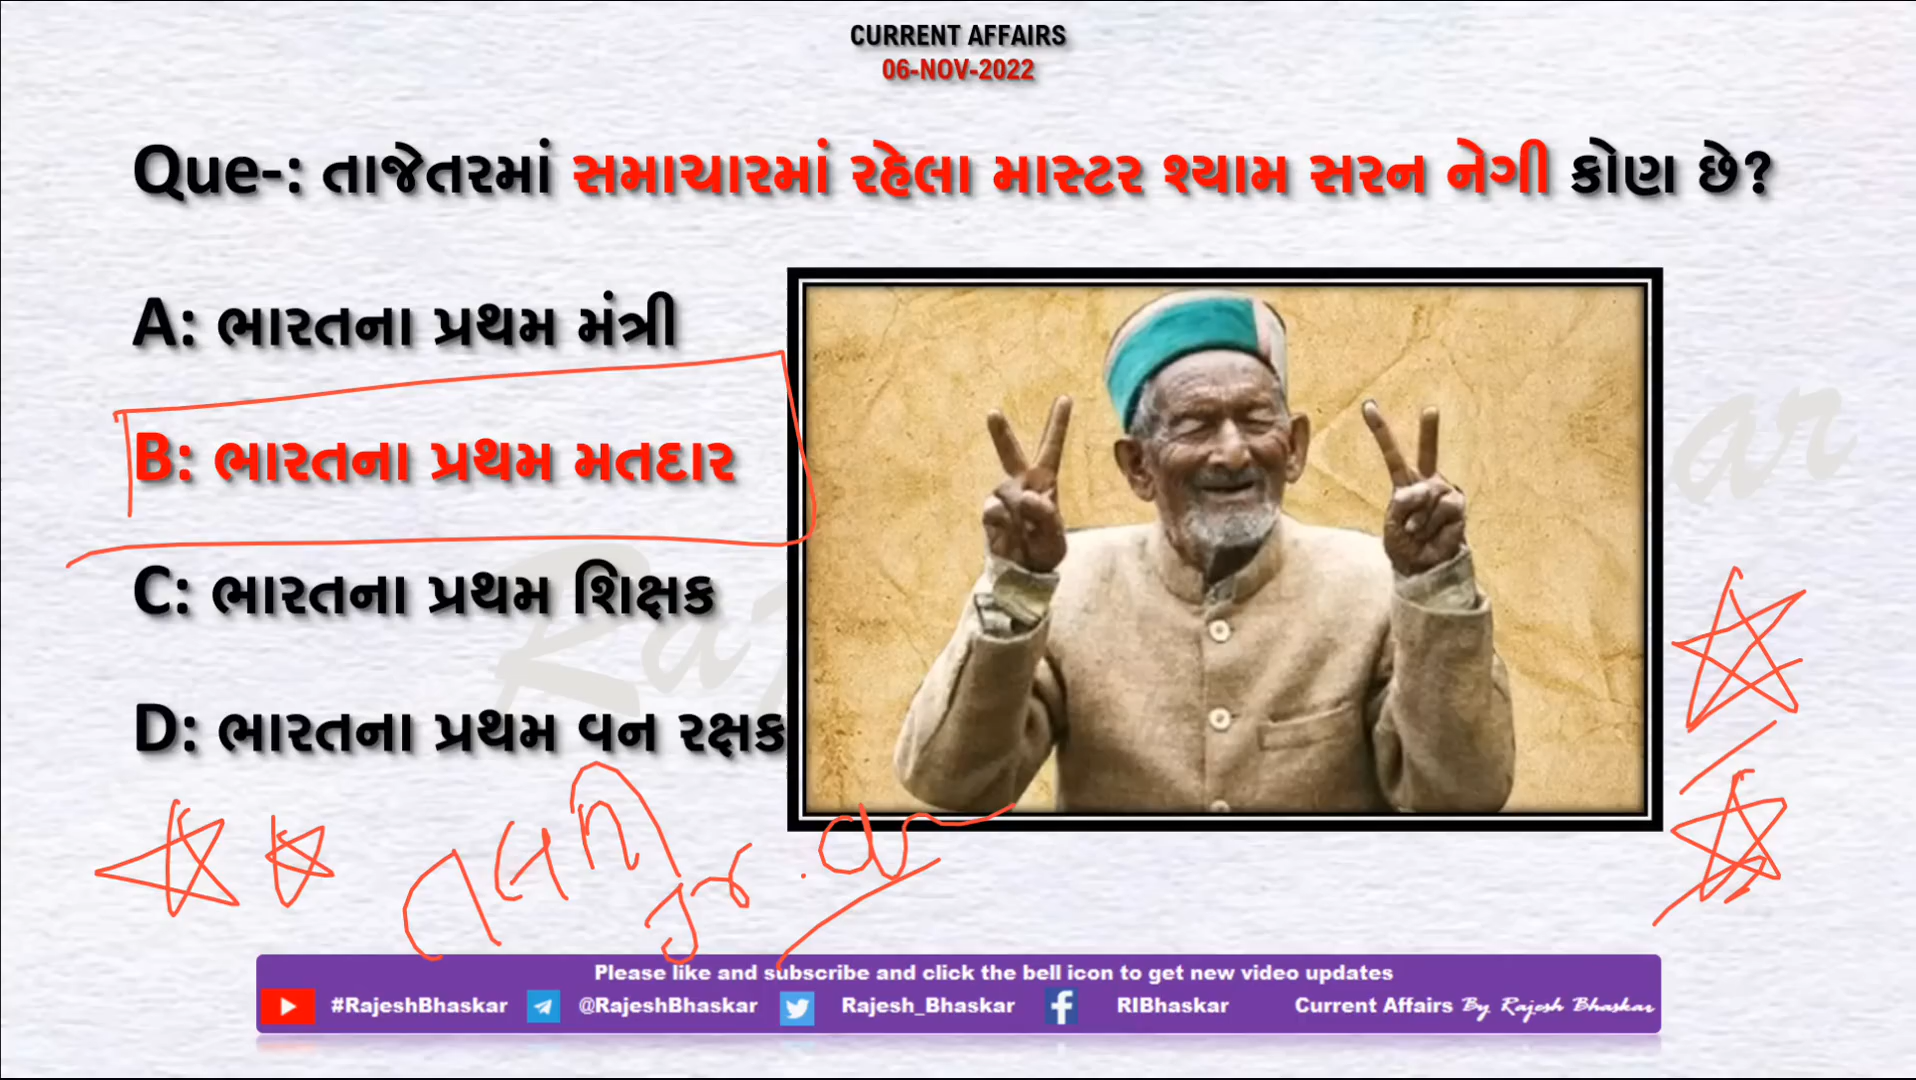 CURRENT AFFAIRS
06-NOV-2022
Que-: તાજેતરમાં સમાચારમાં રહેલા માસ્ટર શ્યામ સરન નેગી કોણ છે?
A: ભારતના પ્રથમ મંત્રી
B: ભારતના પ્રથમ મતદાર
C: ભારતના પ્રથમ શિક્ષક
D: ભારતના પ્રથમ વન રક્ષક
Please like and subscribe and click the bell icon to get new video updates
#RajeshBhaskar @RajeshBhaskar Rajesh_Bhaskar RIBhaskar Current Affairs By Rajesh Bhaskar